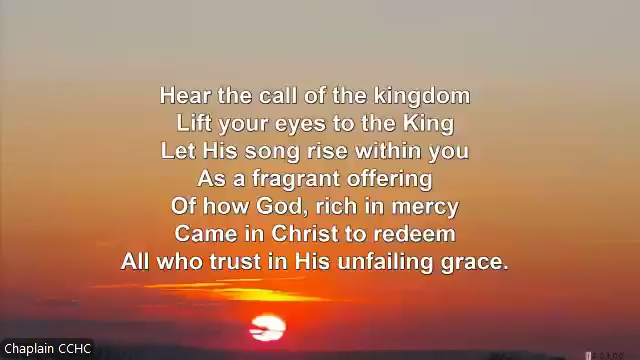 Hear the call of the kingdom
Lift your eyes to the King
Let His song rise within you
As a fragrant offering
Of how God, rich in mercy
Came in Christ to redeem
All who trust in His unfailing grace.
Chaplain CCHC